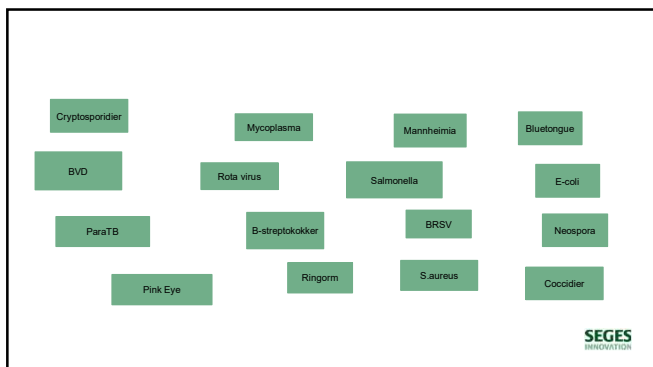 Cryptosporidier
Mycoplasma
Mannheimia
Bluetongue
BVD
Rota virus
Salmonella
E-coli
ParaTB
B-streptokokker
BRSV
Neospora
Pink Eye
Ringorm
S.aureus
Coccidier
SEGES
INNOVATION